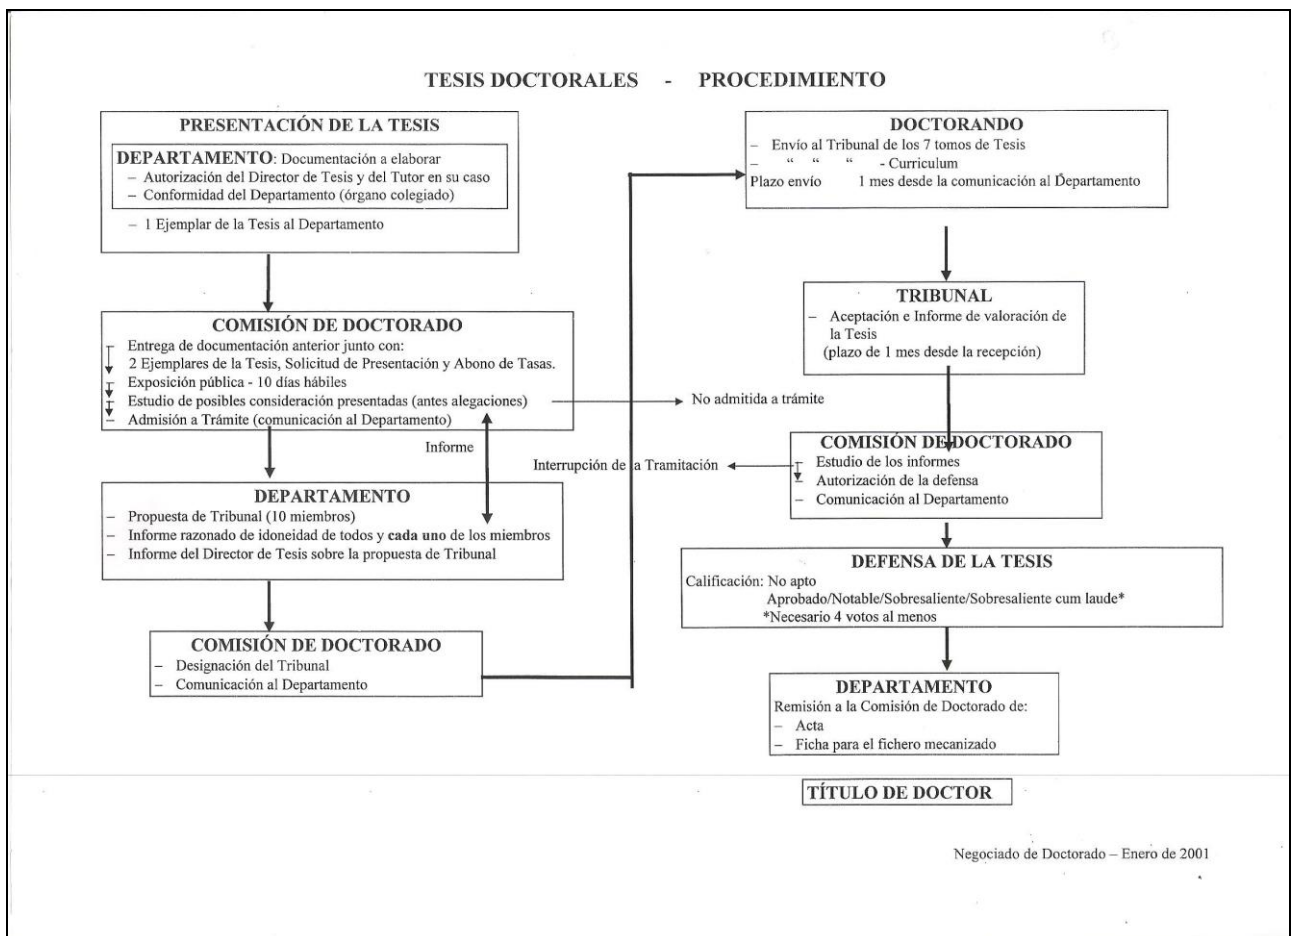 TESIS DOCTORALES - PROCEDIMIENTO
PRESENTACIÓN DE LA TESIS
DEPARTAMENTO: Documentación a elaborar
– Autorización del Director de Tesis y del Tutor en su caso
– Conformidad del Departamento (órgano colegiado)
– 1 Ejemplar de la Tesis al Departamento
COMISIÓN DE DOCTORADO
Entrega de documentación anterior junto con:
2 Ejemplares de la Tesis, Solicitud de Presentación y Abono de Tasas.
Exposición pública - 10 días hábiles
Estudio de posibles consideración presentadas (antes alegaciones)
– Admisión a Trámite (comunicación al Departamento)
No admitida a trámite
Informe
DEPARTAMENTO
– Propuesta de Tribunal (10 miembros)
– Informe razonado de idoneidad de todos y cada uno de los miembros
– Informe del Director de Tesis sobre la propuesta de Tribunal
COMISIÓN DE DOCTORADO
– Designación del Tribunal
– Comunicación al Departamento
DOCTORANDO
– Envío al Tribunal de los 7 tomos de Tesis
– “ “ “ - Curriculum
Plazo envío 1 mes desde la comunicación al Departamento
TRIBUNAL
– Aceptación e Informe de valoración de
la Tesis
(plazo de 1 mes desde la recepción)
COMISIÓN DE DOCTORADO
Estudio de los informes
Autorización de la defensa
– Comunicación al Departamento
Interrupción de la Tramitación
DEFENSA DE LA TESIS
Calificación: No apto
Aprobado/Notable/Sobresaliente/Sobresaliente cum laude*
*Necesario 4 votos al menos
DEPARTAMENTO
Remisión a la Comisión de Doctorado de:
– Acta
– Ficha para el fichero mecanizado
TÍTULO DE DOCTOR
Negociado de Doctorado – Enero de 2001